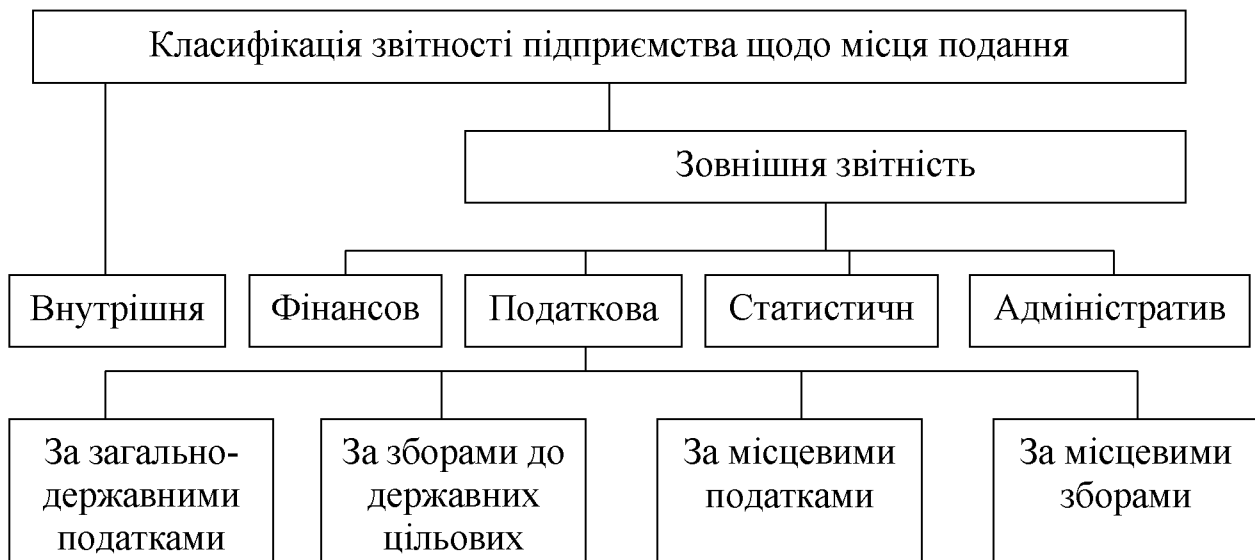 Класифікація звітності підприємства щодо місця подання
Зовнішня звітність
Внутрішня
Фінансов
Податкова
Статистичн
Адміністратив
За загально-
державними
податками
За зборами до
державних
цільових
За місцевими
податками
За місцевими
зборами